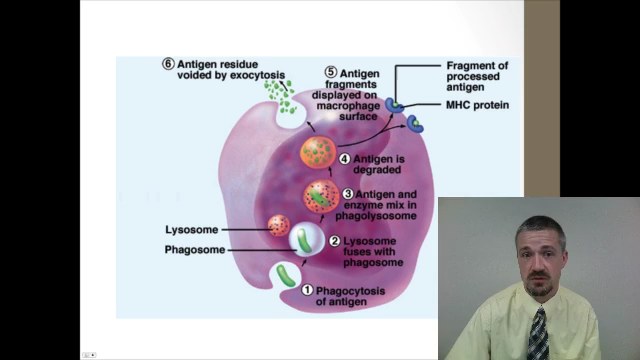 ⑥ Antigen residue
voided by exocytosis
⑤ Antigen
fragments
displayed on
macrophage
surface
Fragment of
processed
antigen
MHC protein
④ Antigen is
degraded
③ Antigen and
enzyme mix in
phagolysosome
Lysosome
Phagosome
② Lysosome
fuses with
phagosome
① Phagocytosis
of antigen